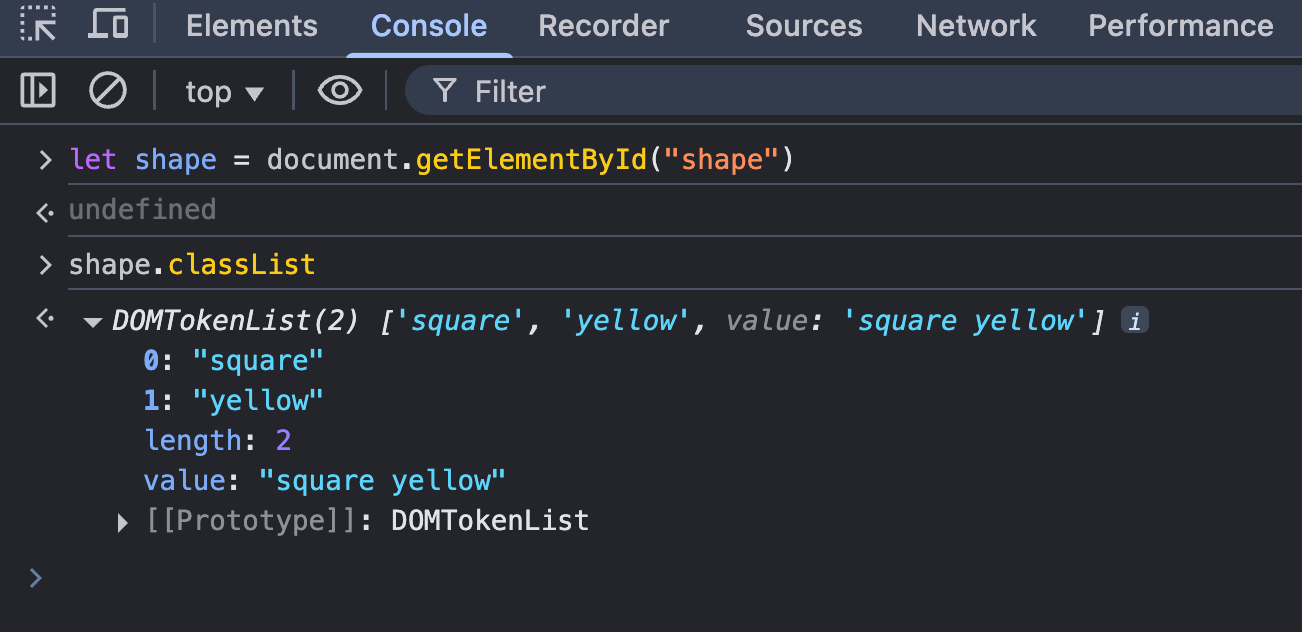 Elements Console Recorder Sources Network Performance
top Filter
let shape = document.getElementById("shape")
undefined
shape.classList
DOMTokenList(2) ['square', 'yellow', value: 'square yellow'] i
0: "square"
1: "yellow"
length: 2
value: "square yellow"
[[Prototype]]: DOMTokenList